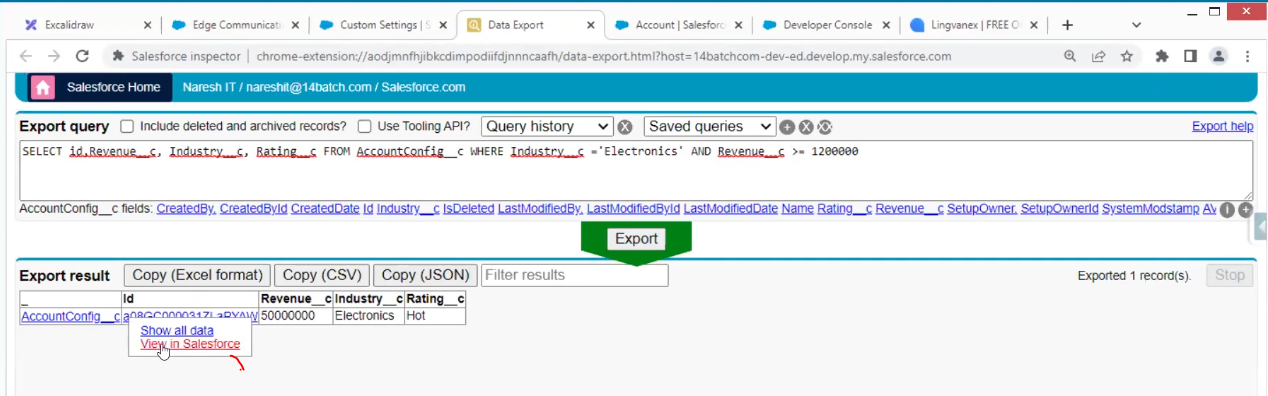 Excalidraw
Edge Communicati
Custom Settings | S
Data Export
Account | Salesforc
Developer Console
Lingvanex | FREE O
Salesforce inspector | chrome-extension://aodjmnfhjibkcdimpodiifdjnnncaafh/data-export.html?host=14batchcom-dev-ed.develop.my.salesforce.com
Salesforce Home Naresh IT / nareshit@14batch.com / Salesforce.com
Export query Include deleted and archived records? Use Tooling API? Query history Saved queries Export help
SELECT id,Revenue__c, Industry__c, Rating__c FROM AccountConfig__c WHERE Industry__c ='Electronics' AND Revenue__c >= 1200000
AccountConfig__c fields: CreatedBy. CreatedById CreatedDate Id Industry__c IsDeleted LastModifiedBy. LastModifiedById LastModifiedDate Name Rating__c Revenue__c SetupOwner. SetupOwnerId SystemModstamp AV
Export
Export result Copy (Excel format) Copy (CSV) Copy (JSON) Filter results Exported 1 record(s). Stop
_ Id Revenue__c Industry__c Rating__c
AccountConfig__c 50000000 Electronics Hot
Show all data
View in Salesforce